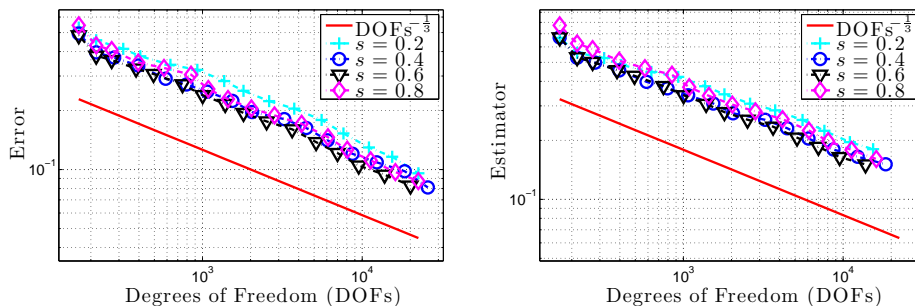 DOFs^{-1/3}
s = 0.2
s = 0.4
s = 0.6
s = 0.8
Error
10^{-1}
10^3
10^4
Degrees of Freedom (DOFs)
DOFs^{-1/3}
s = 0.2
s = 0.4
s = 0.6
s = 0.8
Estimator
10^{-1}
10^3
10^4
Degrees of Freedom (DOFs)